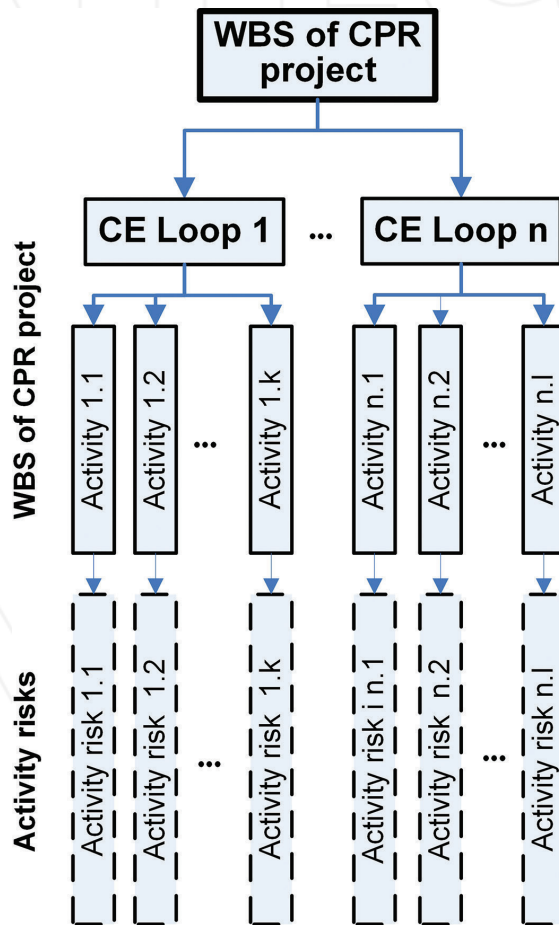 WBS of CPR
project
CE Loop 1
...
CE Loop n
WBS of CPR project
Activity 1.1
Activity 1.2
...
Activity 1.k
Activity n.1
Activity n.2
...
Activity n.l
Activity risks
Activity risk 1.1
Activity risk 1.2
...
Activity risk 1.k
Activity risk i n.1
Activity risk n.2
...
Activity risk n.l